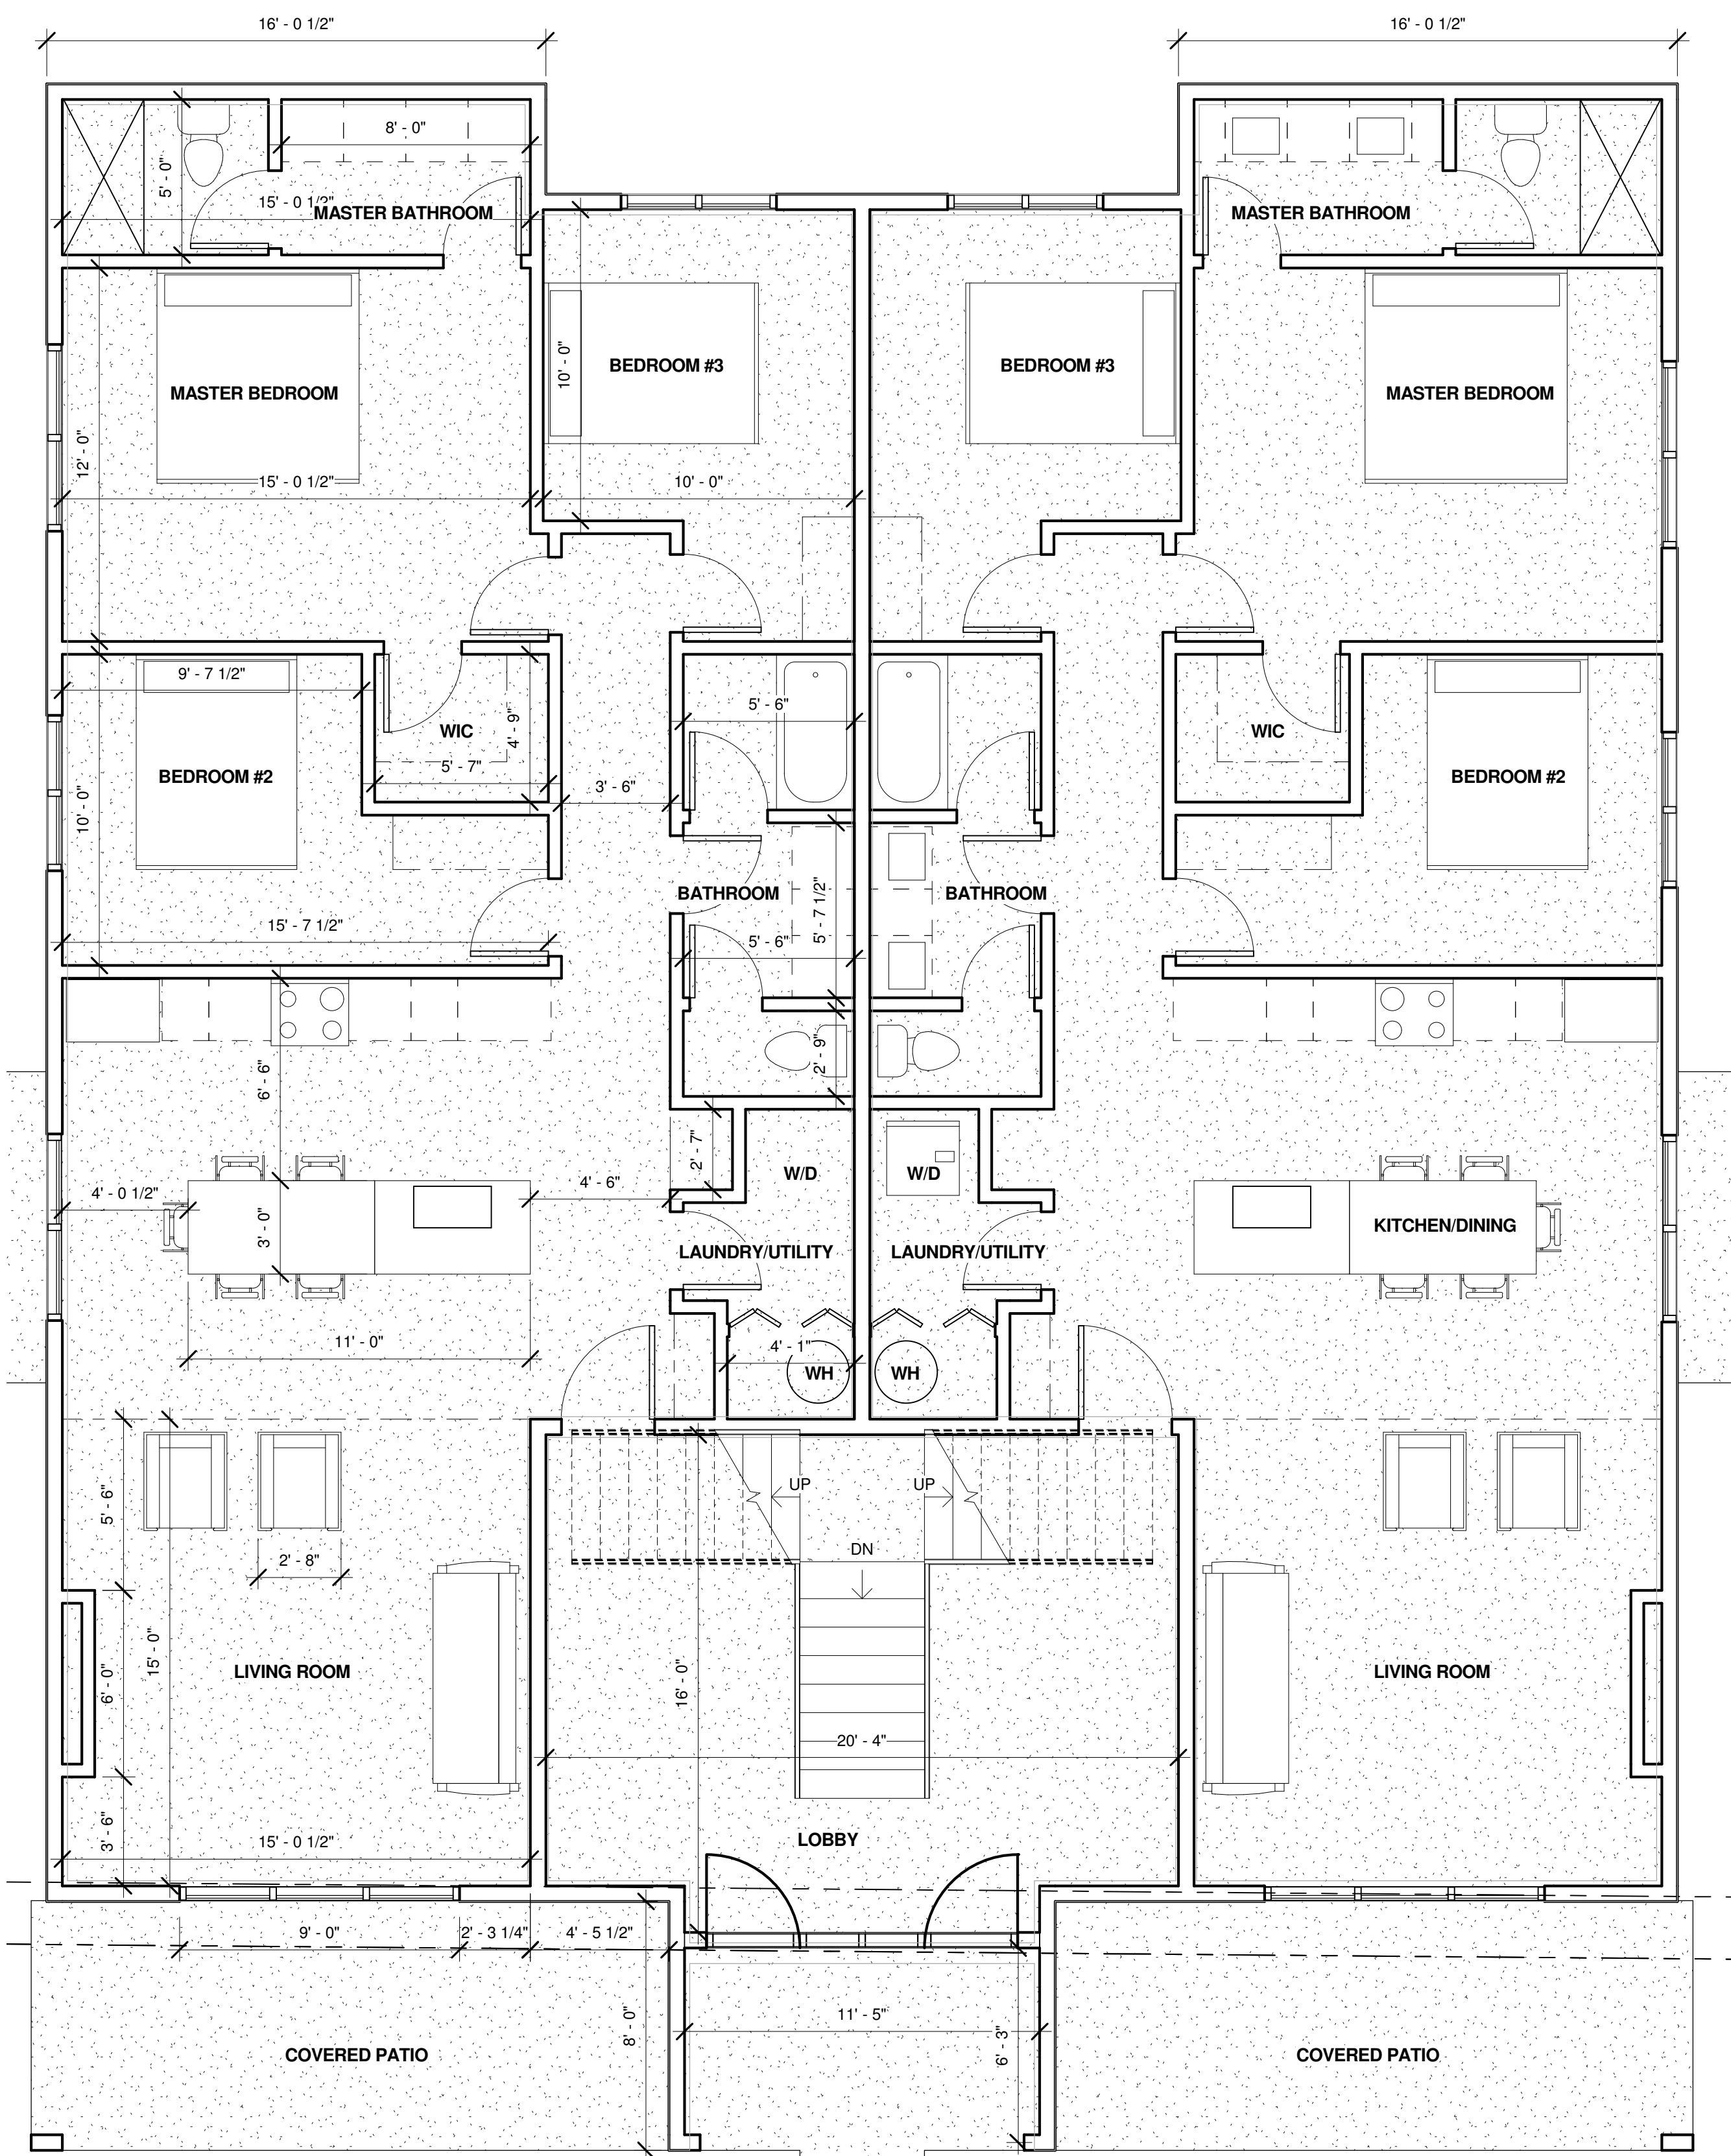 16' - 0 1/2"
16' - 0 1/2"
8' - 0"
5' - 0"
15' - 0 1/2"
MASTER BATHROOM
MASTER BATHROOM
10' - 0"
BEDROOM #3
BEDROOM #3
MASTER BEDROOM
MASTER BEDROOM
12' - 0"
15' - 0 1/2"
10' - 0"
9' - 7 1/2"
5' - 6"
WIC
4' - 9"
WIC
5' - 7"
BEDROOM #2
BEDROOM #2
3' - 6"
10' - 0"
BATHROOM
BATHROOM
5' - 7 1/2"
15' - 7 1/2"
5' - 6"
2' - 9"
6' - 6"
2' - 7"
W/D
W/D
4' - 6"
4' - 0 1/2"
3' - 0"
KITCHEN/DINING
LAUNDRY/UTILITY
LAUNDRY/UTILITY
11' - 0"
4' - 1"
WH
WH
UP
UP
5' - 6"
DN
2' - 8"
15' - 0"
6' - 0"
LIVING ROOM
16' - 0"
LIVING ROOM
20' - 4"
3' - 6"
15' - 0 1/2"
LOBBY
9' - 0"
2' - 3 1/4"
4' - 5 1/2"
11' - 5"
8' - 0"
6' - 3"
COVERED PATIO
COVERED PATIO